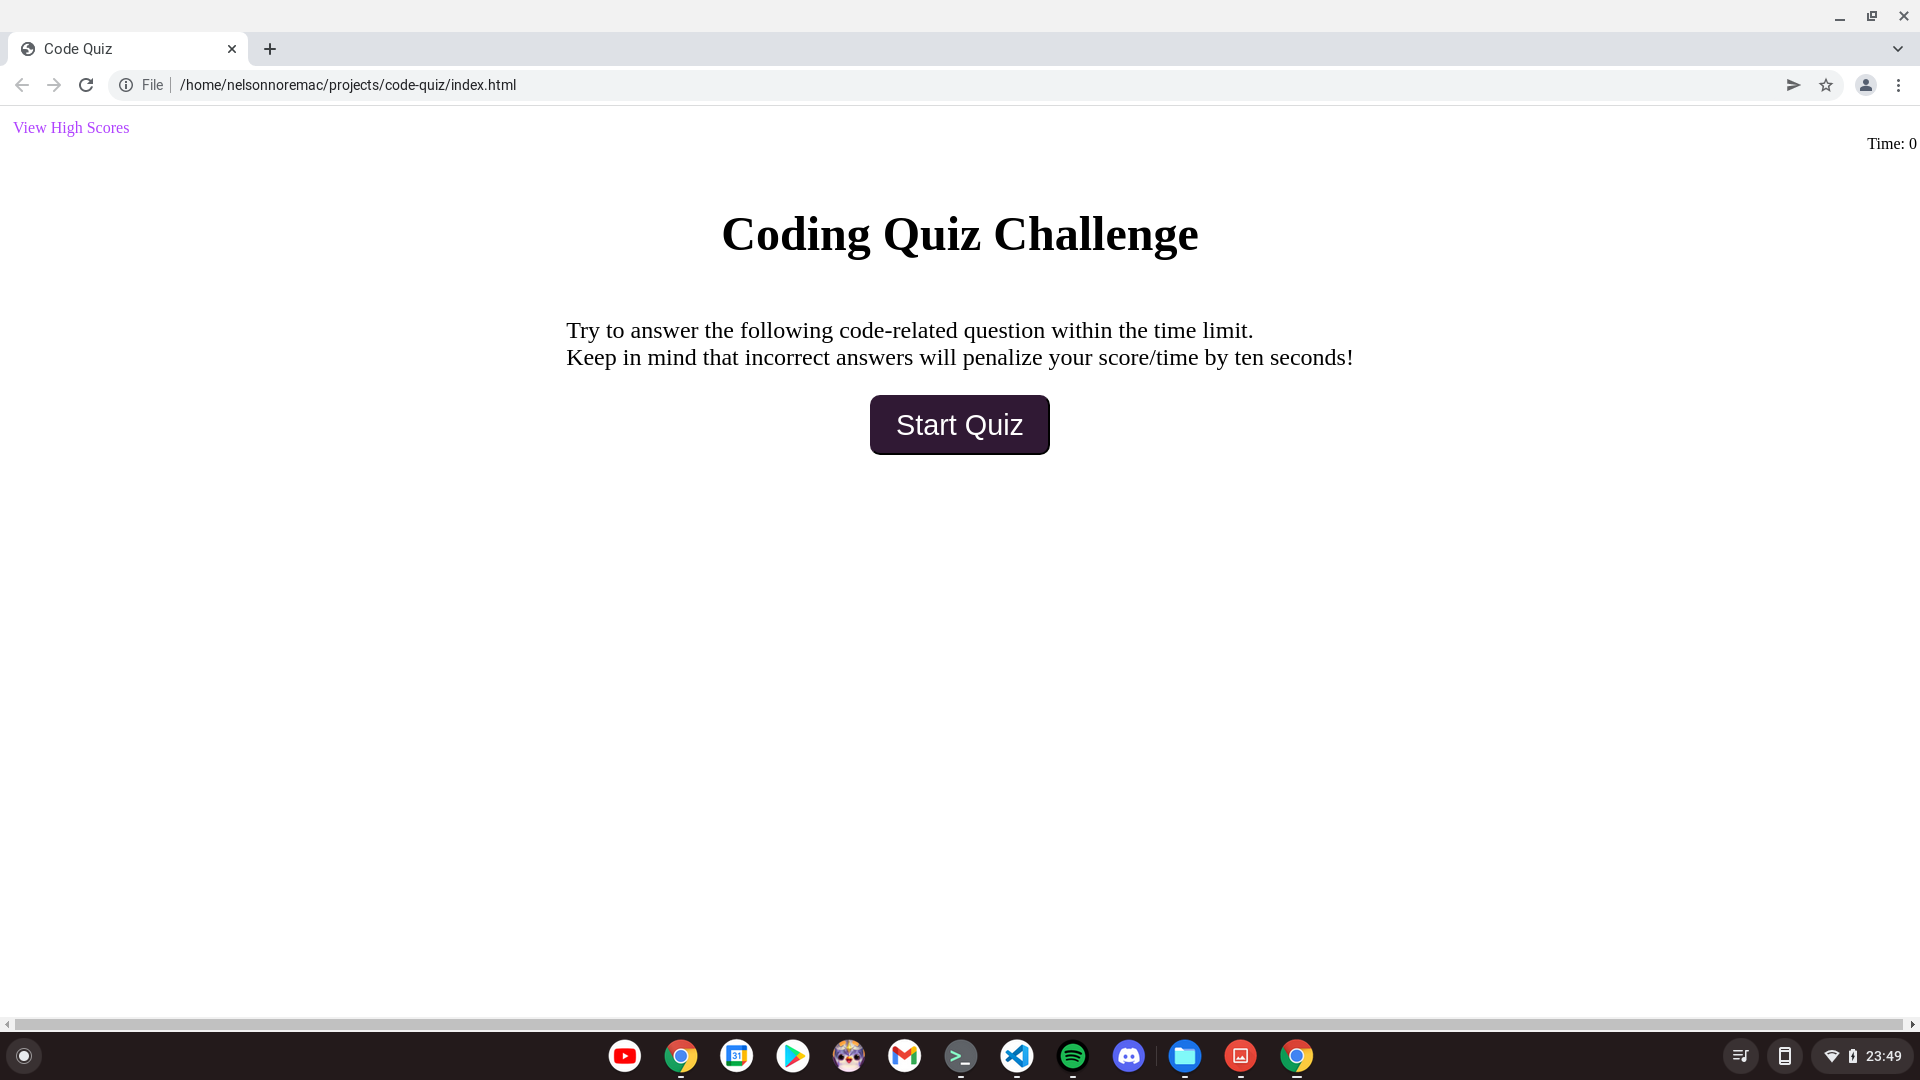 Code Quiz
File
/home/nelsonnoremac/projects/code-quiz/index.html
View High Scores
Time: 0
Coding Quiz Challenge
Try to answer the following code-related question within the time limit.
Keep in mind that incorrect answers will penalize your score/time by ten seconds!
Start Quiz
31
>_
23:49